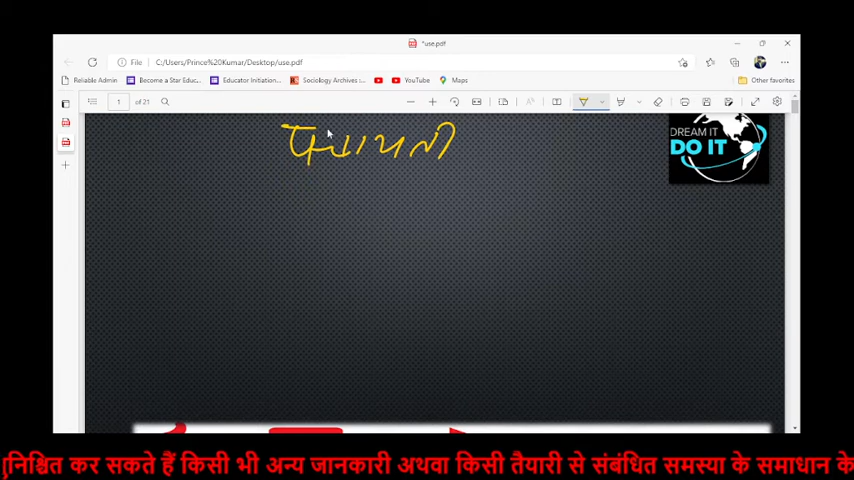 *use.pdf
File C:/Users/Prince%20Kumar/Desktop/use.pdf
Reliable Admin Become a Star Educ... Educator Initiation... Sociology Archives :... YouTube Maps Other favorites
1 of 21
DREAM IT
DO IT
निश्चित कर सकते हैं किसी भी अन्य जानकारी अथवा किसी तैयारी से संबंधित समस्या के समाधान के